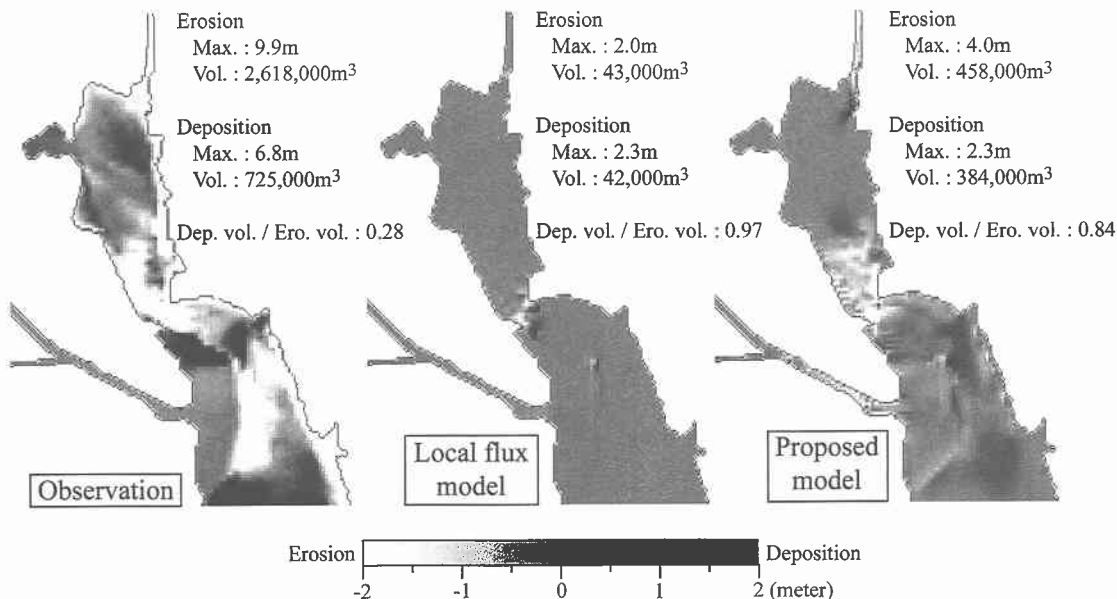 Erosion
Max. : 9.9m
Vol. : 2,618,000m³
Deposition
Max. : 6.8m
Vol. : 725,000m³
Dep. vol. / Ero. vol. : 0.28
Observation
Erosion
Max. : 2.0m
Vol. : 43,000m³
Deposition
Max. : 2.3m
Vol. : 42,000m³
Dep. vol. / Ero. vol. : 0.97
Local flux
model
Erosion
Max. : 4.0m
Vol. : 458,000m³
Deposition
Max. : 2.3m
Vol. : 384,000m³
Dep. vol. / Ero. vol. : 0.84
Proposed
model
Erosion
Deposition
-2 -1 0 1 2 (meter)